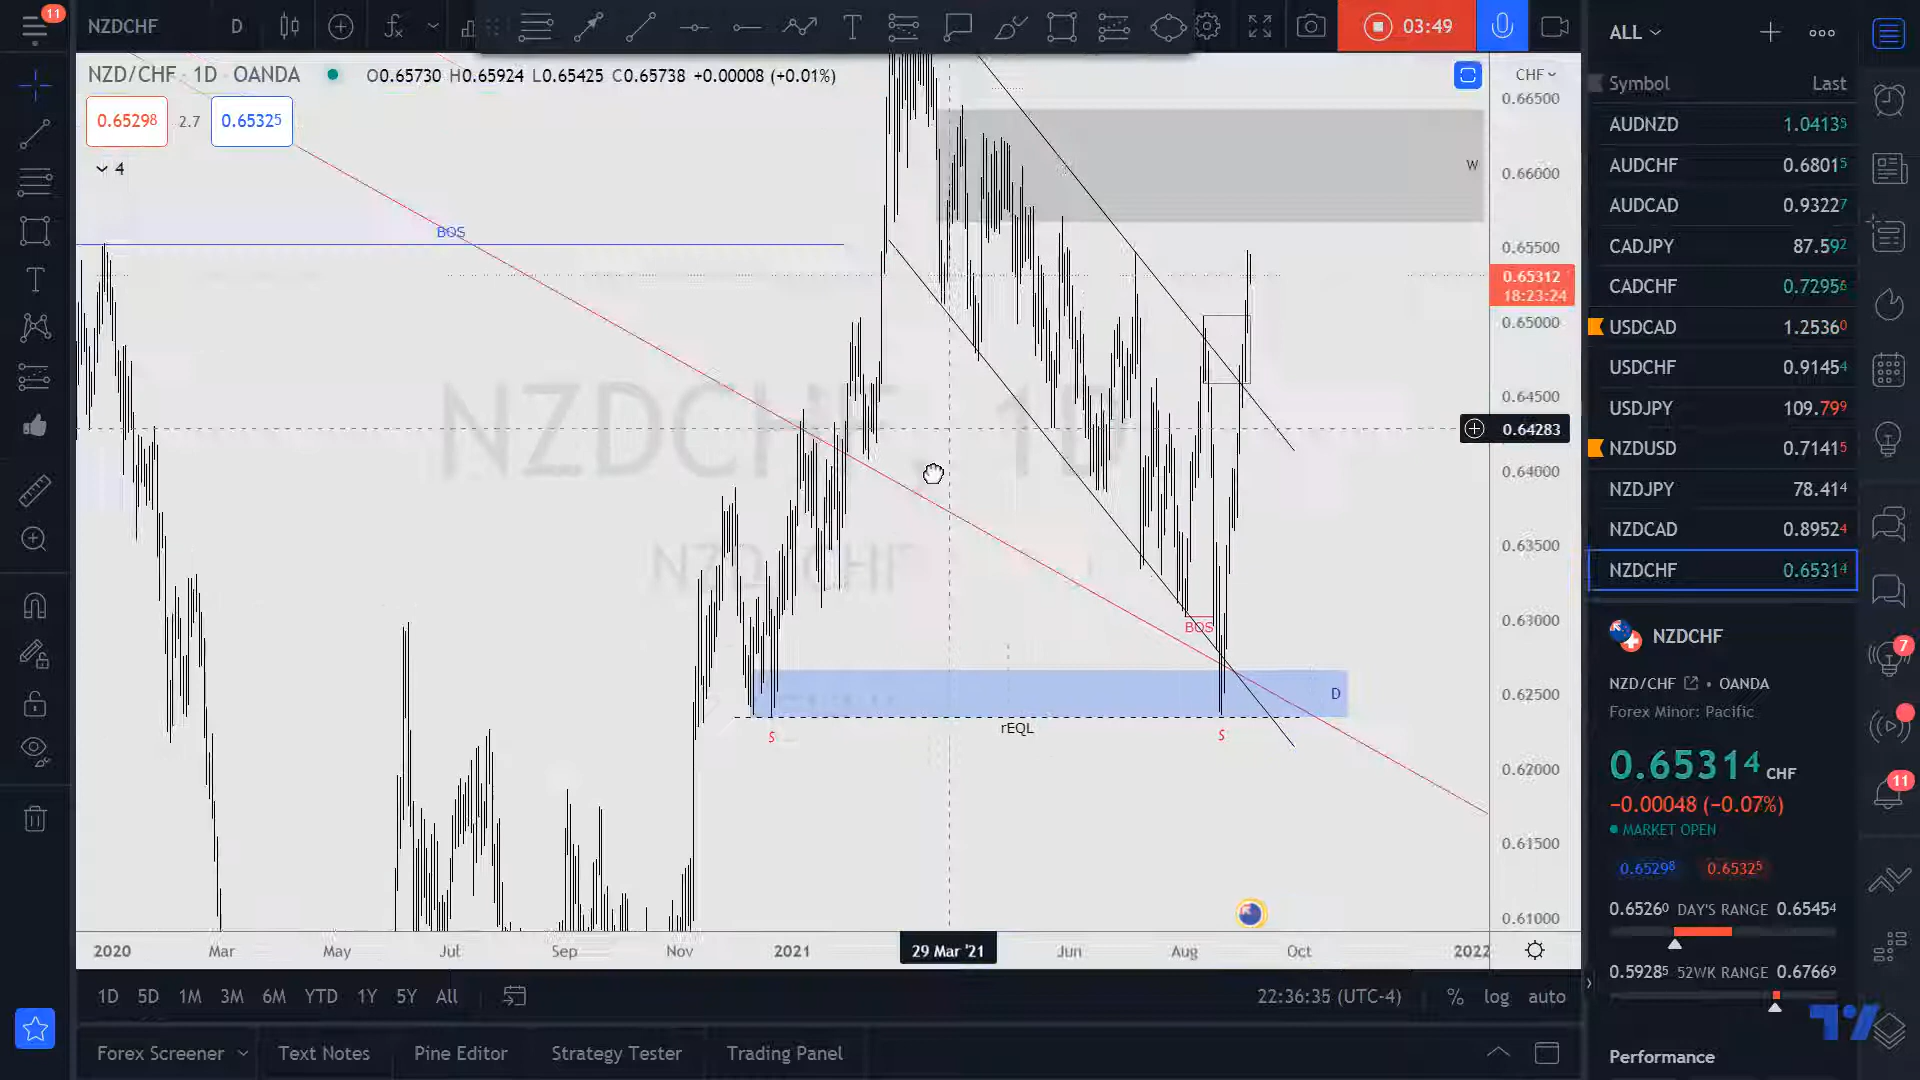 11
NZDCHF D
03:49
ALL
NZD/CHF · 1D · OANDA O0.65730 H0.65924 L0.65425 C0.65738 +0.00008 (+0.01%)
0.65298 2.7 0.65325
4
CHF
0.66500
0.66000
0.65500
0.65312
18:23:24
0.65000
0.64500
0.64283
0.64000
0.63500
0.63000
0.62500
0.62000
0.61500
0.61000
W
BOS
NZDCHF, 1D
NZD/CHF
BOS
D
rEQL
S
S
2020 Mar May Jul Sep Nov 2021 29 Mar '21 Jun Aug Oct 2022
1D 5D 1M 3M 6M YTD 1Y 5Y All
22:36:35 (UTC-4) % log auto
Forex Screener Text Notes Pine Editor Strategy Tester Trading Panel
Symbol Last
AUDNZD 1.04135
AUDCHF 0.68015
AUDCAD 0.93227
CADJPY 87.592
CADCHF 0.72956
USDCAD 1.25360
USDCHF 0.91454
USDJPY 109.799
NZDUSD 0.71415
NZDJPY 78.414
NZDCAD 0.89524
NZDCHF 0.65314
NZDCHF
NZD/CHF • OANDA
Forex Minor: Pacific
0.65314 CHF
−0.00048 (−0.07%)
MARKET OPEN
0.65298 0.65325
0.65260 DAY'S RANGE 0.65454
0.59285 52WK RANGE 0.67669
Performance
7
11